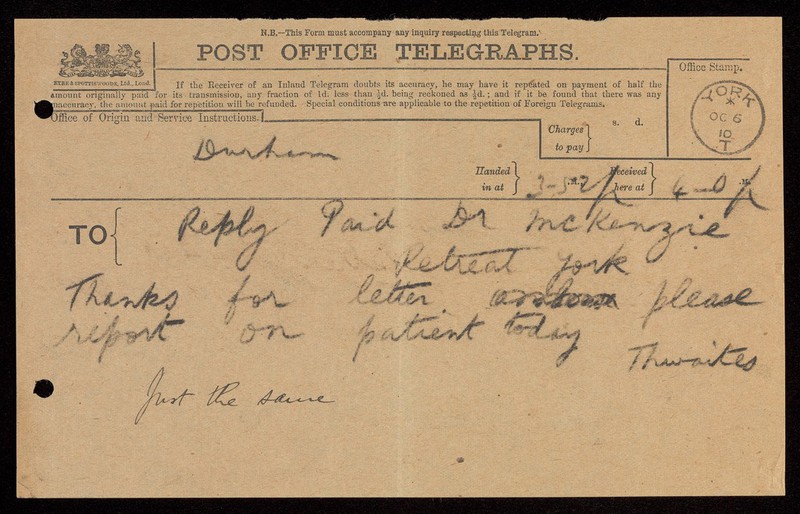 N.B.—This Form must accompany any inquiry respecting this Telegram.
POST OFFICE TELEGRAPHS.
EYRE & SPOTTISWOODE, Ltd., Lond.
If the Receiver of an Inland Telegram doubts its accuracy, he may have it repeated on payment of half the
amount originally paid for its transmission, any fraction of 1d. less than ½d. being reckoned as ½d.; and if it be found that there was any
inaccuracy, the amount paid for repetition will be refunded. Special conditions are applicable to the repetition of Foreign Telegrams.
Office Stamp.
YORK
*
OC 6
10
T
Office of Origin and Service Instructions.
Charges to pay
s. d.
Durham
Handed in at
3-52 p
.M.
Received here at
4-0 p
.M.
TO
Reply Paid Dr McKenzie
Retreat York
Thanks for letter please
report on patient today
Thwaites
Just the same